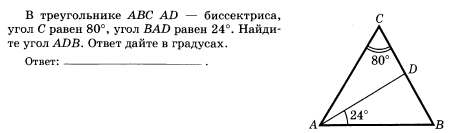 В треугольнике ABC AD — биссектриса,
угол C равен 80°, угол BAD равен 24°. Найди-
те угол ADB. Ответ дайте в градусах.
Ответ: ___________________ .
C
80°
D
24°
A
B